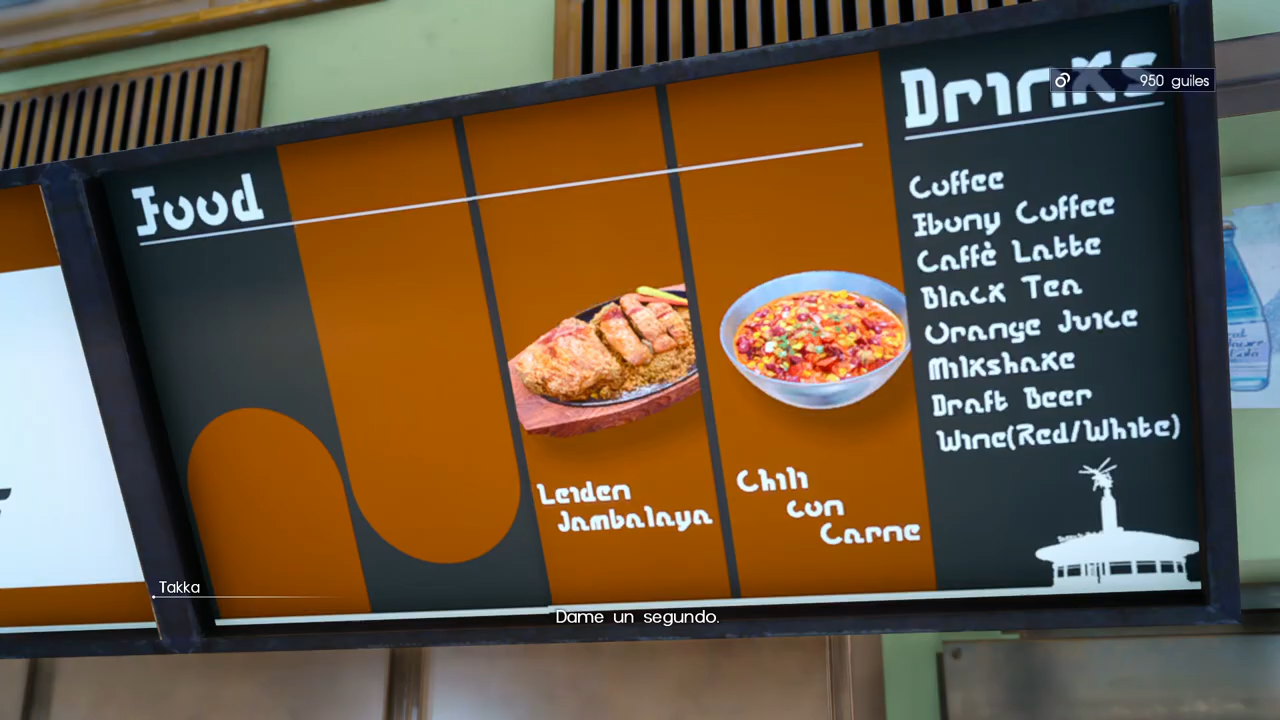 Food
Leiden
Jambalaya
Chili
con
Carne
Drinks
950 guiles
Coffee
Ebony Coffee
Caffè Latte
Black Tea
Orange Juice
Milkshake
Draft Beer
Wine(Red/White)
Takka
Dame un segundo.